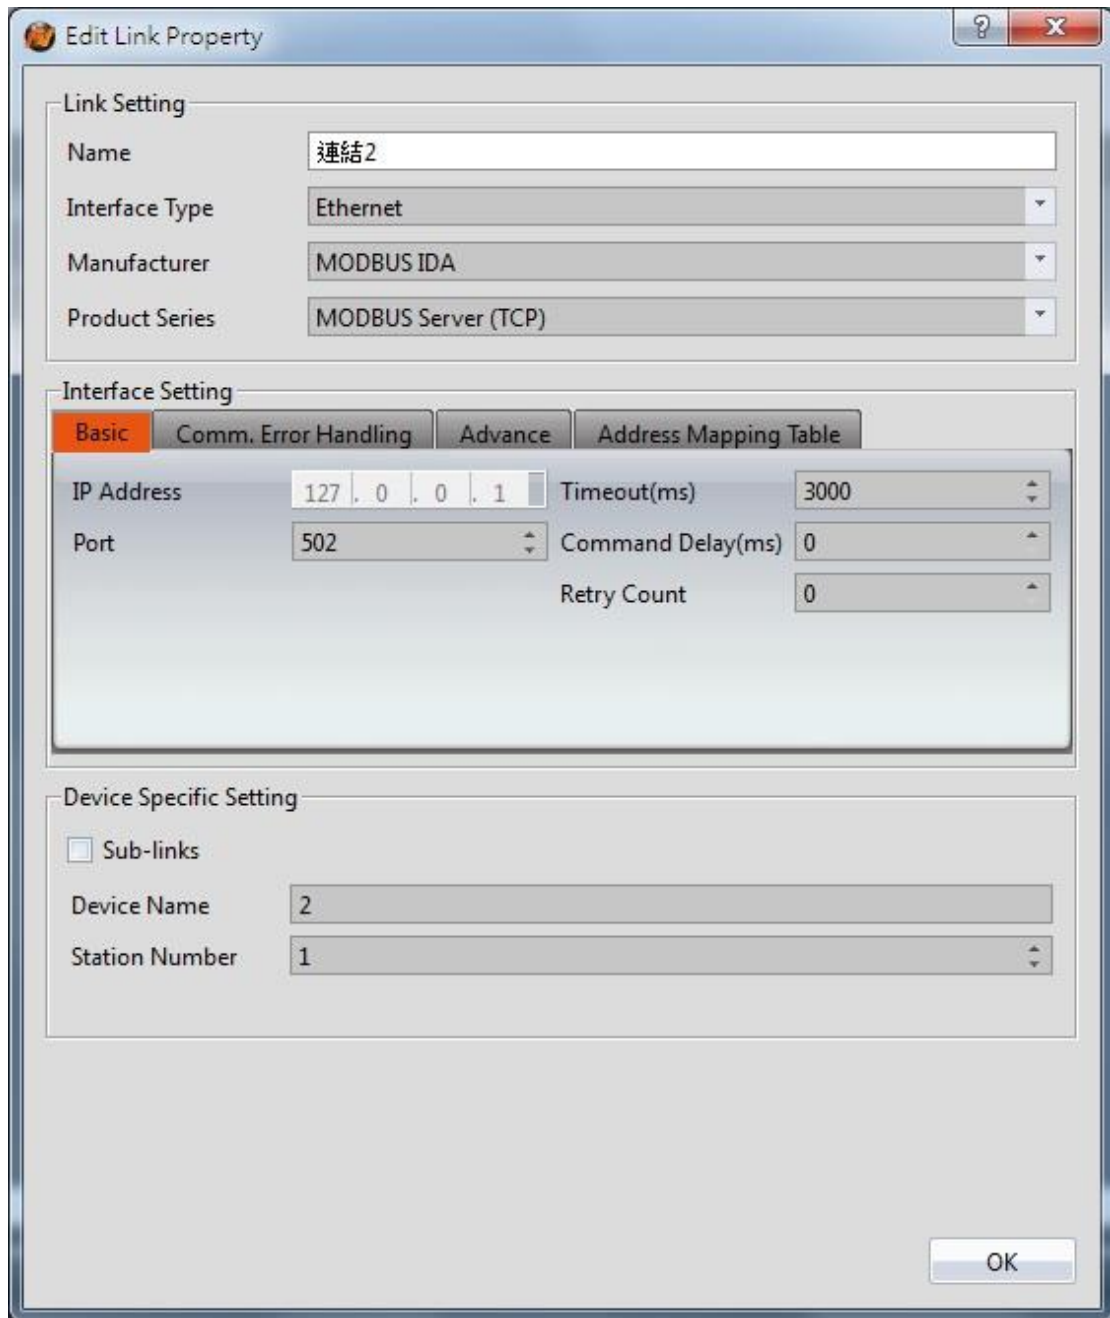 Edit Link Property
Link Setting
Name 連結2
Interface Type Ethernet
Manufacturer MODBUS IDA
Product Series MODBUS Server (TCP)
Interface Setting
Basic Comm. Error Handling Advance Address Mapping Table
IP Address 127 . 0 . 0 . 1 Timeout(ms) 3000
Port 502 Command Delay(ms) 0
Retry Count 0
Device Specific Setting
Sub-links
Device Name 2
Station Number 1
OK